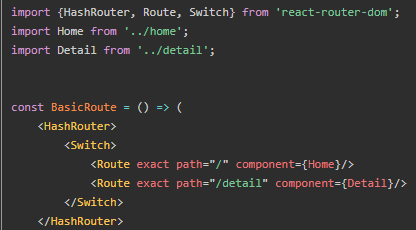 import {HashRouter, Route, Switch} from 'react-router-dom';
import Home from '../home';
import Detail from '../detail';
const BasicRoute = () => (
<HashRouter>
<Switch>
<Route exact path="/" component={Home}/>
<Route exact path="/detail" component={Detail}/>
</Switch>
</HashRouter>